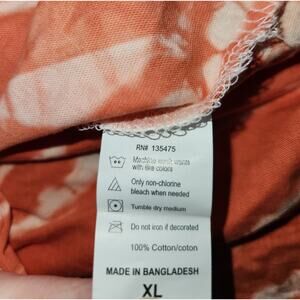 RN# 135475
Machine wash warm
with like colors
Only non-chlorine
bleach when needed
Tumble dry medium
Do not iron if decorated
100% Cotton/coton
MADE IN BANGLADESH
XL